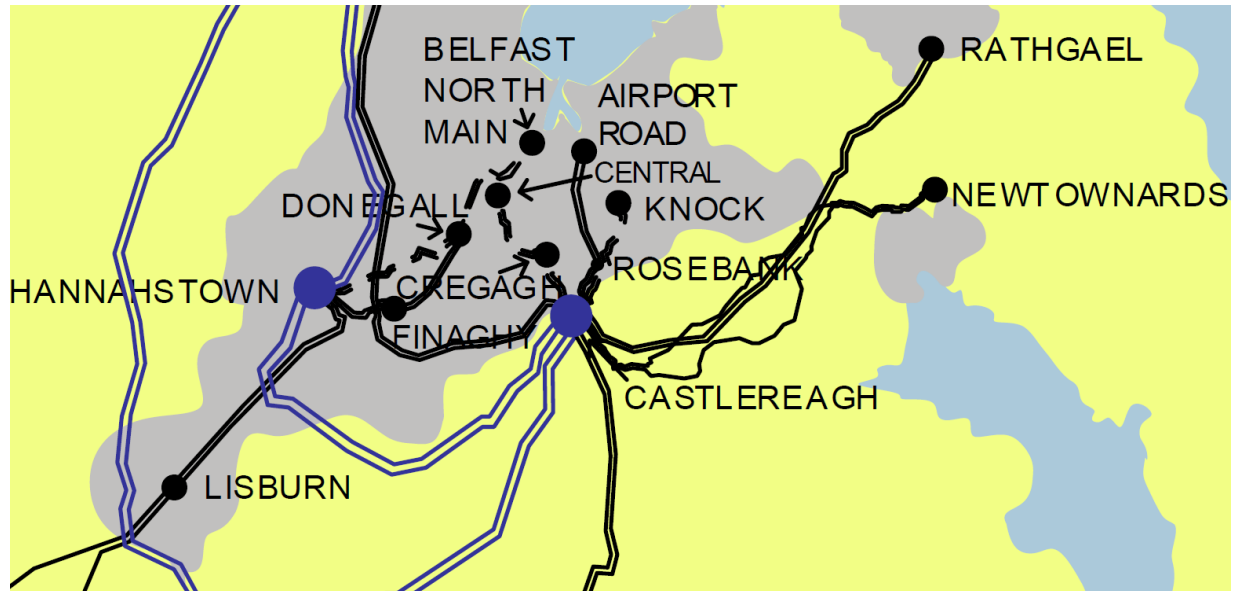 BELFAST
NORTH
MAIN
AIRPORT
ROAD
RATHGAEL
CENTRAL
DONEGALL
KNOCK
NEWTOWNARDS
HANNAHSTOWN
CREGAGH
ROSEBANK
FINAGHY
CASTLEREAGH
LISBURN